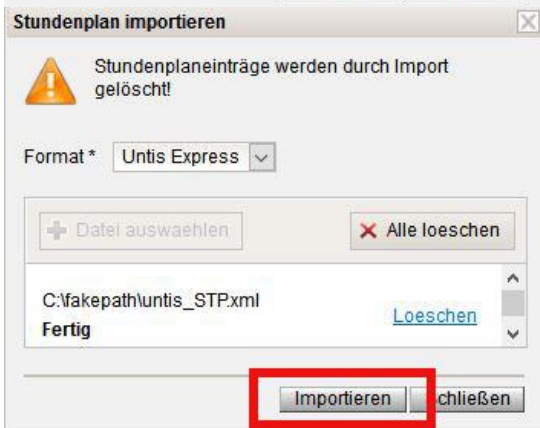 Stundenplan importieren
Stundenplaneinträge werden durch Import
gelöscht!
Format * Untis Express
Datei auswaehlen Alle loeschen
C:\fakepath\untis_STP.xml
Fertig Loeschen
Importieren chließen